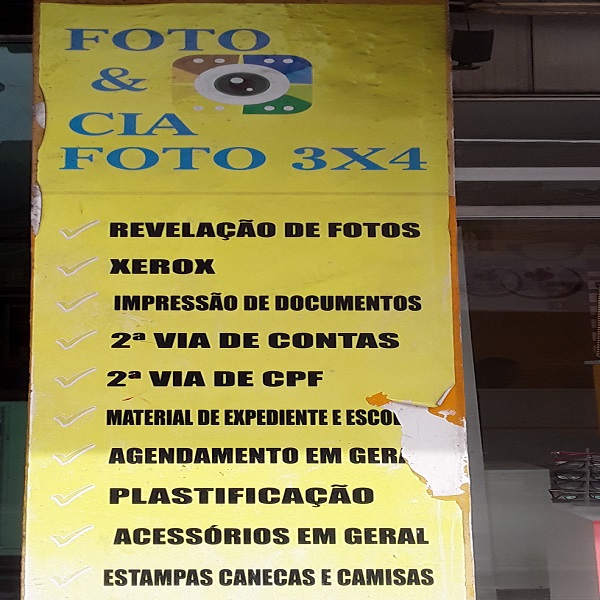 FOTO
&
CIA
FOTO 3X4
REVELAÇÃO DE FOTOS
XEROX
IMPRESSÃO DE DOCUMENTOS
2ª VIA DE CONTAS
2ª VIA DE CPF
MATERIAL DE EXPEDIENTE E
AGENDAMENTO EM
PLASTIFICAÇÃO
ACESSÓRIOS EM GERAL
ESTAMPAS CANECAS E CAMISAS